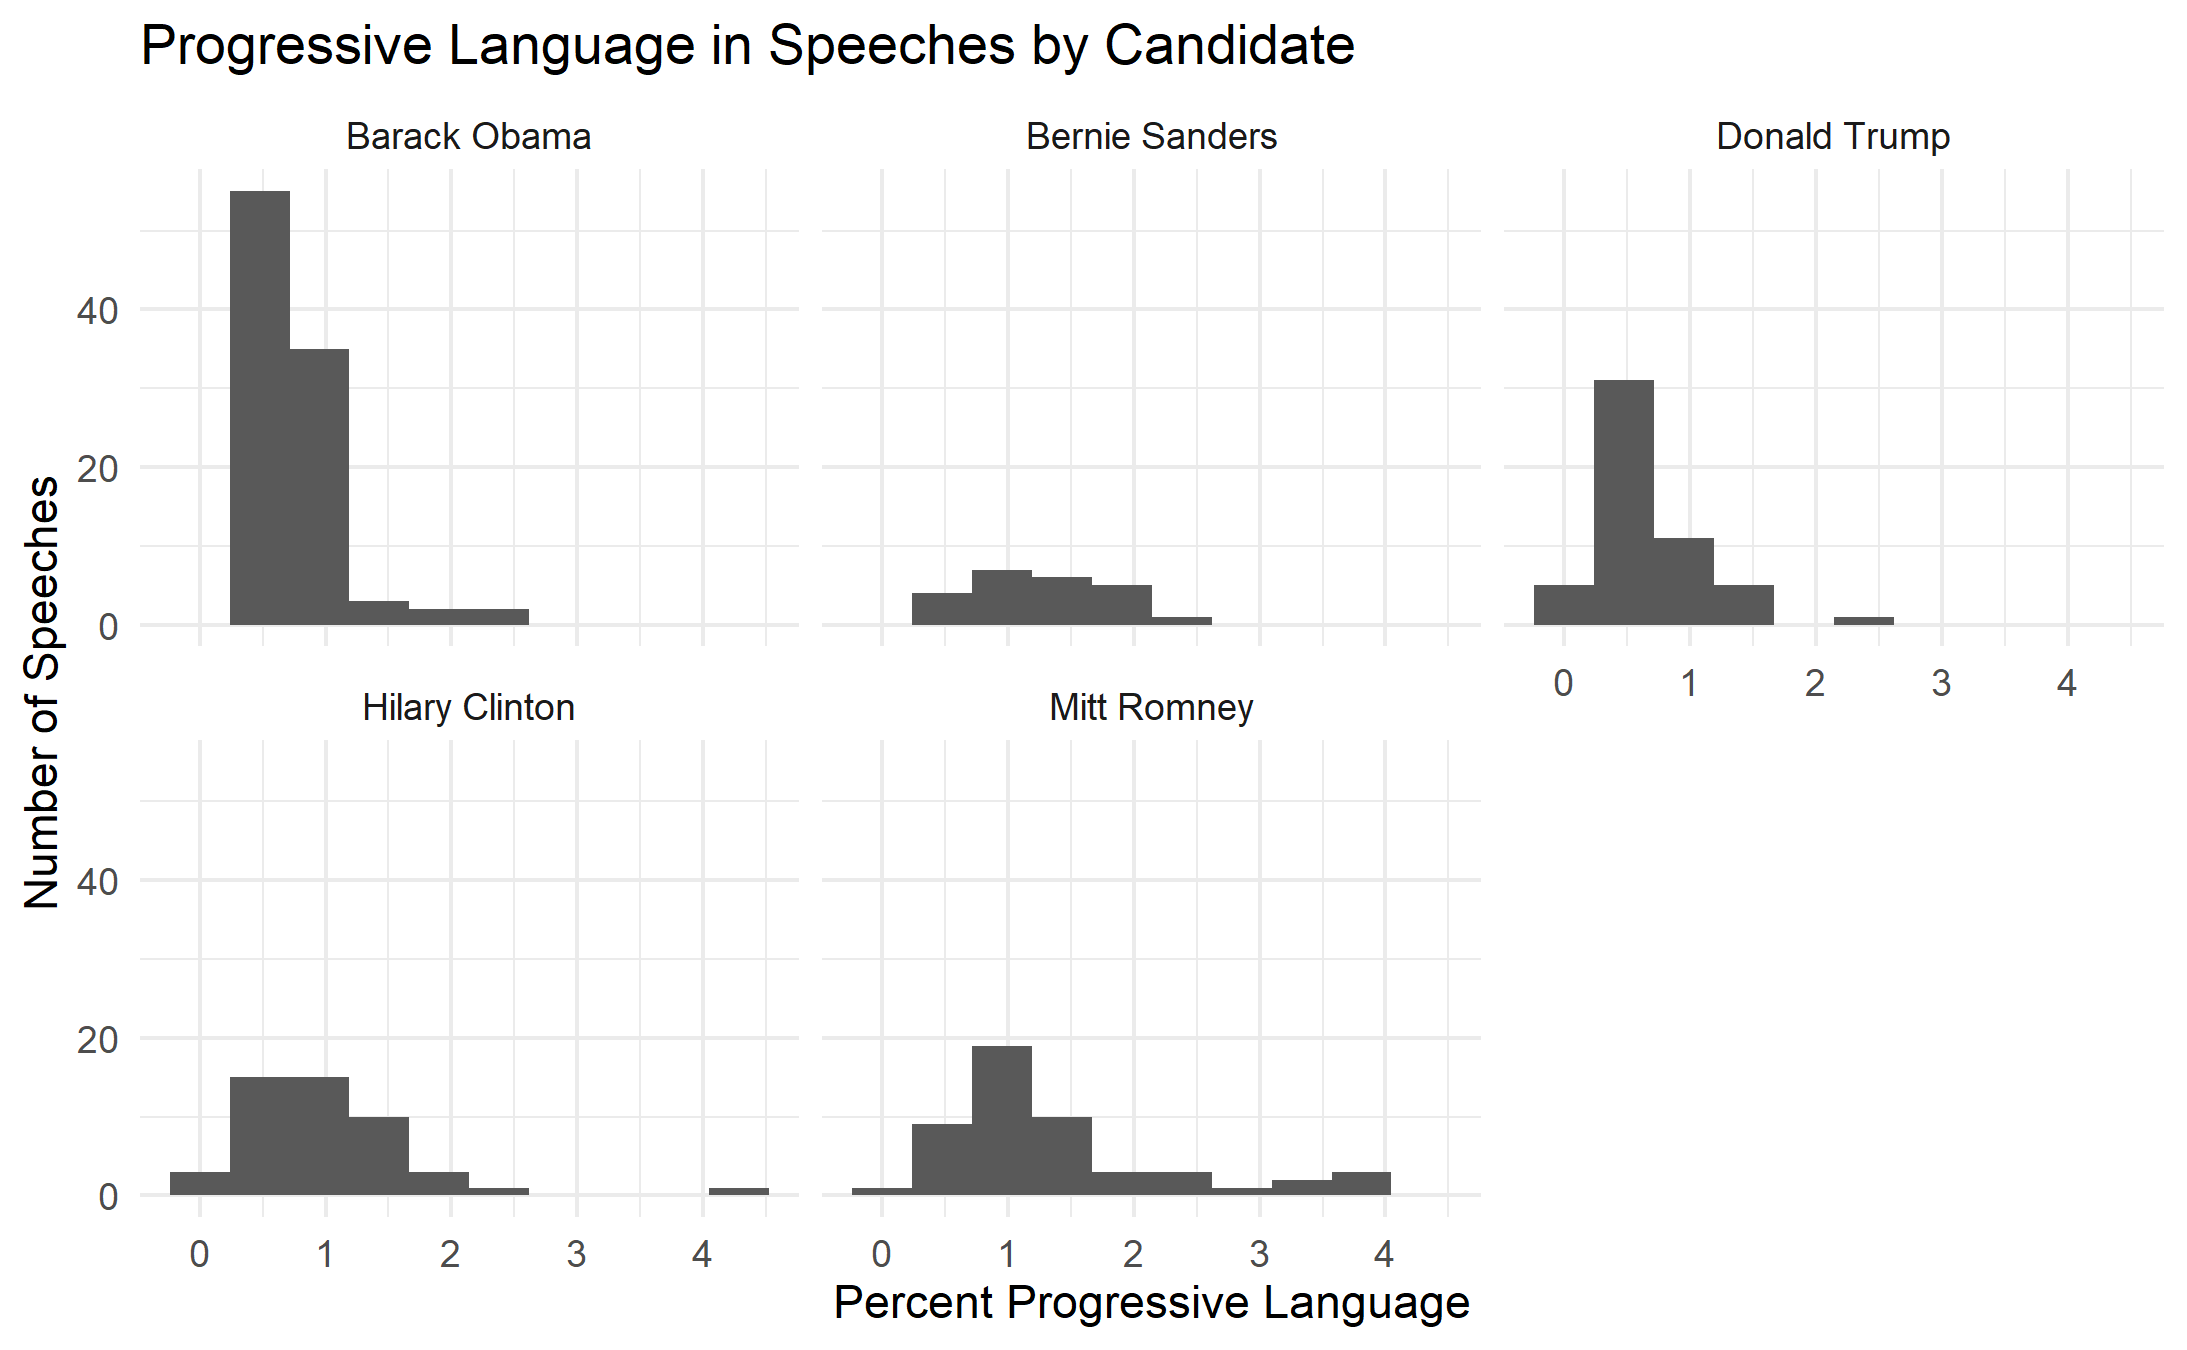 Progressive Language in Speeches by Candidate
Barack Obama
Bernie Sanders
Donald Trump
40
20
0
0 1 2 3 4
Hilary Clinton
Mitt Romney
40
20
0
0 1 2 3 4
0 1 2 3 4
Number of Speeches
Percent Progressive Language